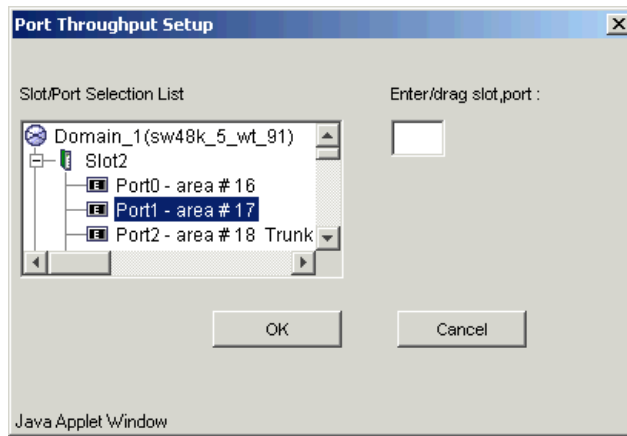 Port Throughput Setup
Slot/Port Selection List
Enter/drag slot,port :
Domain_1(sw48k_5_wt_91)
Slot2
Port0 - area # 16
Port1 - area # 17
Port2 - area # 18 Trunk
OK
Cancel
Java Applet Window